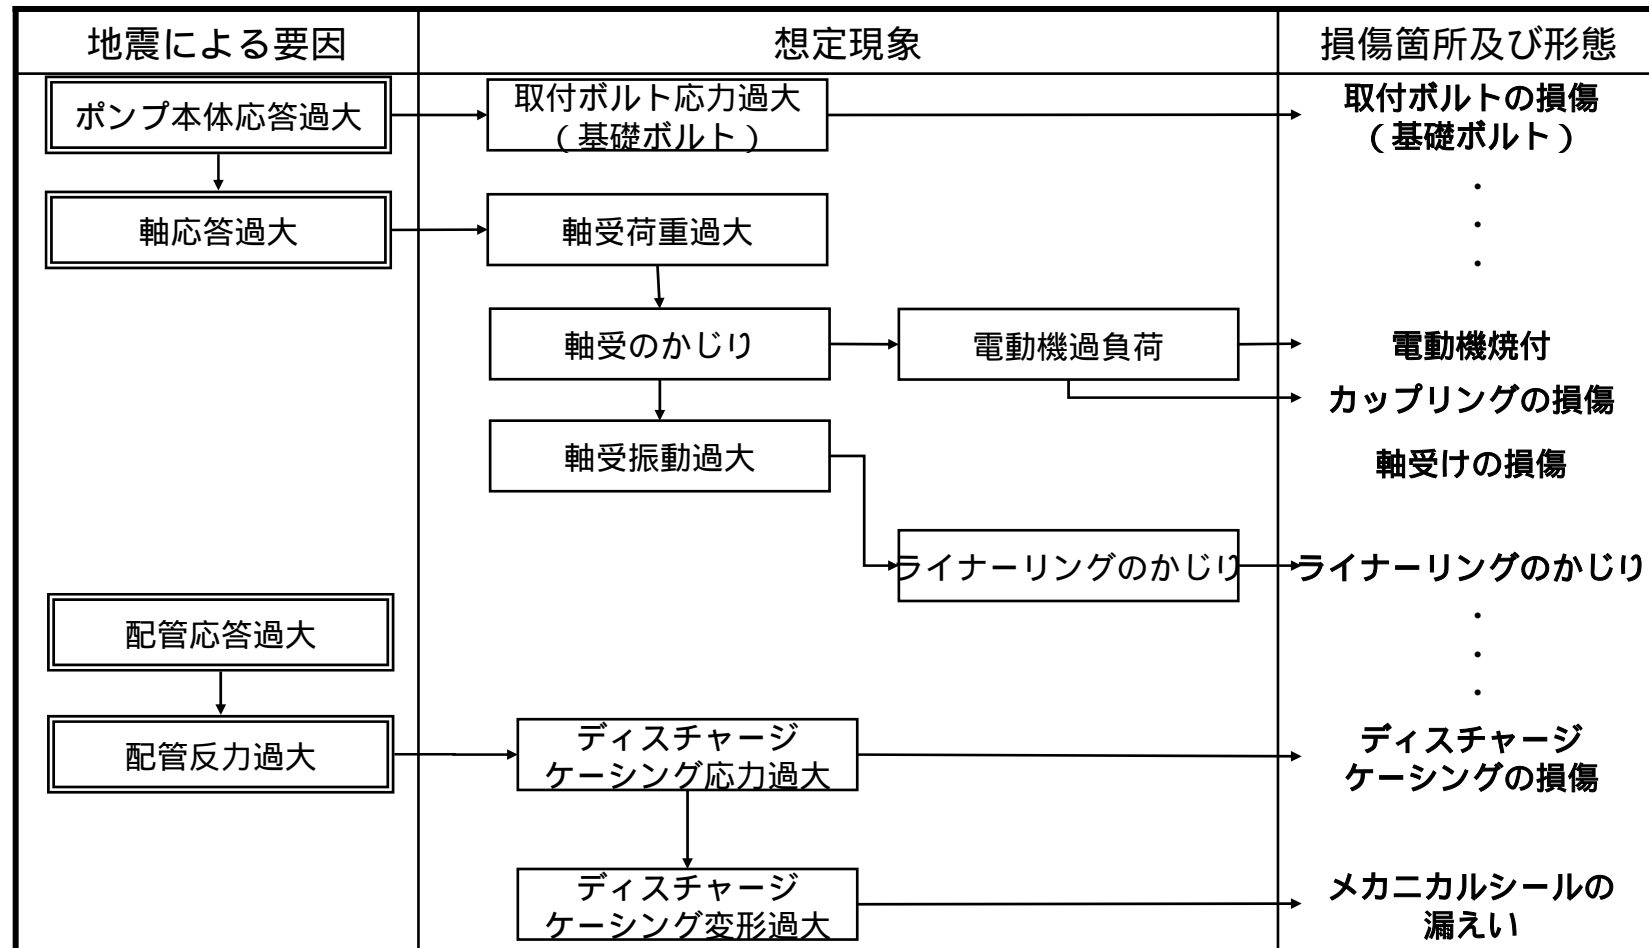 地震による要因
想定現象
損傷箇所及び形態
ポンプ本体応答過大
取付ボルト応力過大
(基礎ボルト)
取付ボルトの損傷
(基礎ボルト)
・
・
・
軸応答過大
軸受荷重過大
軸受のかじり
電動機過負荷
電動機焼付
カップリングの損傷
軸受振動過大
軸受けの損傷
ライナーリングのかじり
ライナーリングのかじり
・
・
・
配管応答過大
配管反力過大
ディスチャージ
ケーシング応力過大
ディスチャージ
ケーシングの損傷
ディスチャージ
ケーシング変形過大
メカニカルシールの
漏えい